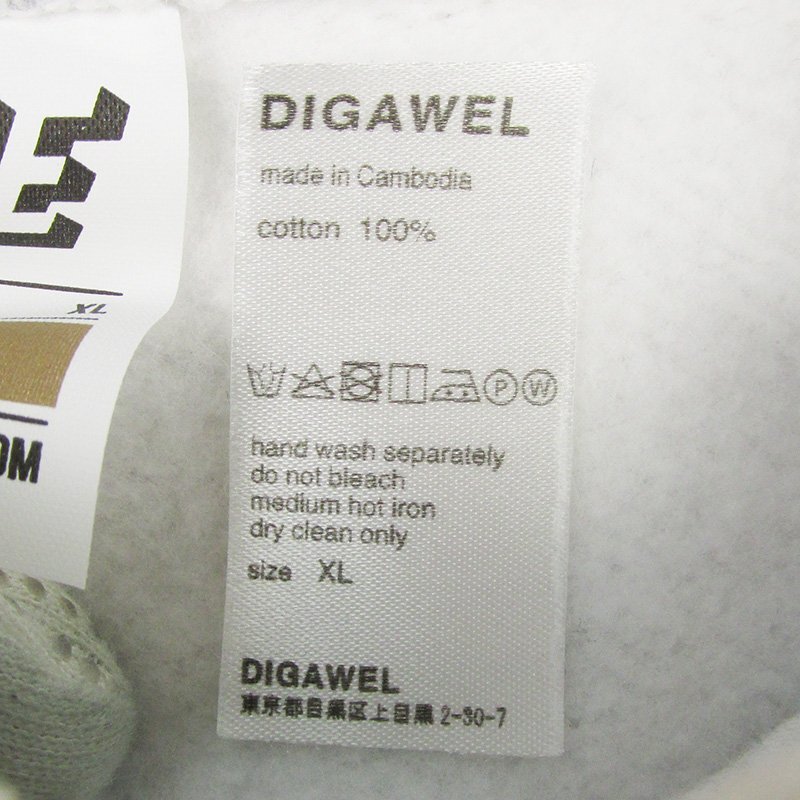 E
XL
OM
DIGAWEL
made in Cambodia
cotton 100%
P W
hand wash separately
do not bleach
medium hot iron
dry clean only
size XL
DIGAWEL
東京都目黒区上目黒 2-30-7